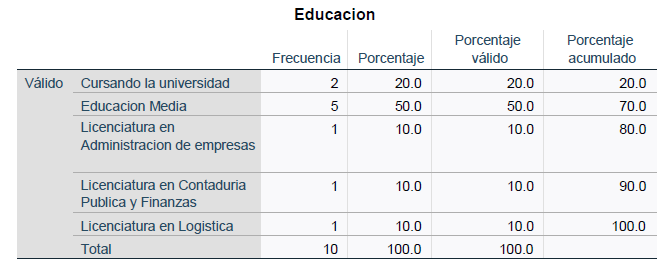 Educacion
Frecuencia Porcentaje Porcentaje válido Porcentaje acumulado
Válido Cursando la universidad 2 20.0 20.0 20.0
Educacion Media 5 50.0 50.0 70.0
Licenciatura en Administracion de empresas 1 10.0 10.0 80.0
Licenciatura en Contaduria Publica y Finanzas 1 10.0 10.0 90.0
Licenciatura en Logistica 1 10.0 10.0 100.0
Total 10 100.0 100.0